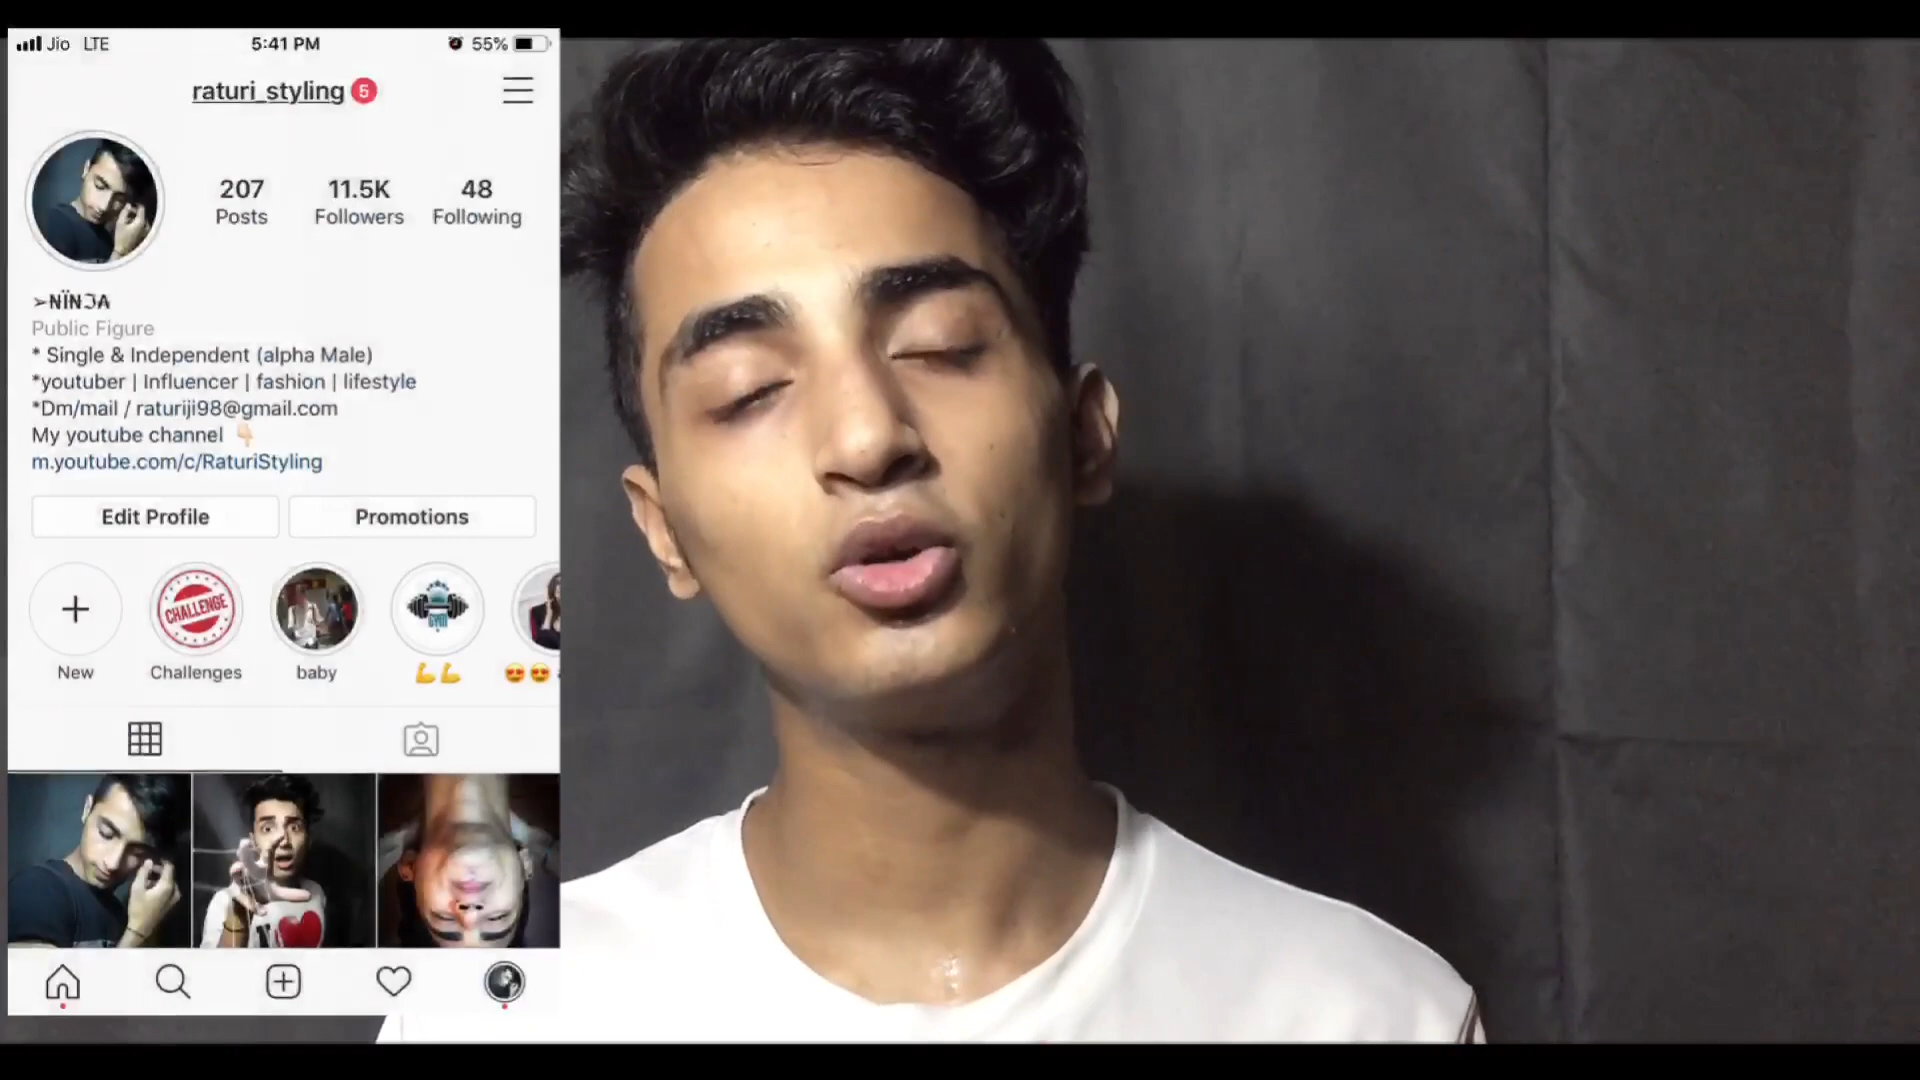 Jio LTE 5:41 PM 55%
raturi_styling 5
207 11.5K 48
Posts Followers Following
➢NÏNℑA
Public Figure
* Single & Independent (alpha Male)
*youtuber | Influencer | fashion | lifestyle
*Dm/mail / raturiji98@gmail.com
My youtube channel 👇🏻
m.youtube.com/c/RaturiStyling
Edit Profile Promotions
CHALLENGE GYM
New Challenges baby 💪💪 😍😍
I ❤